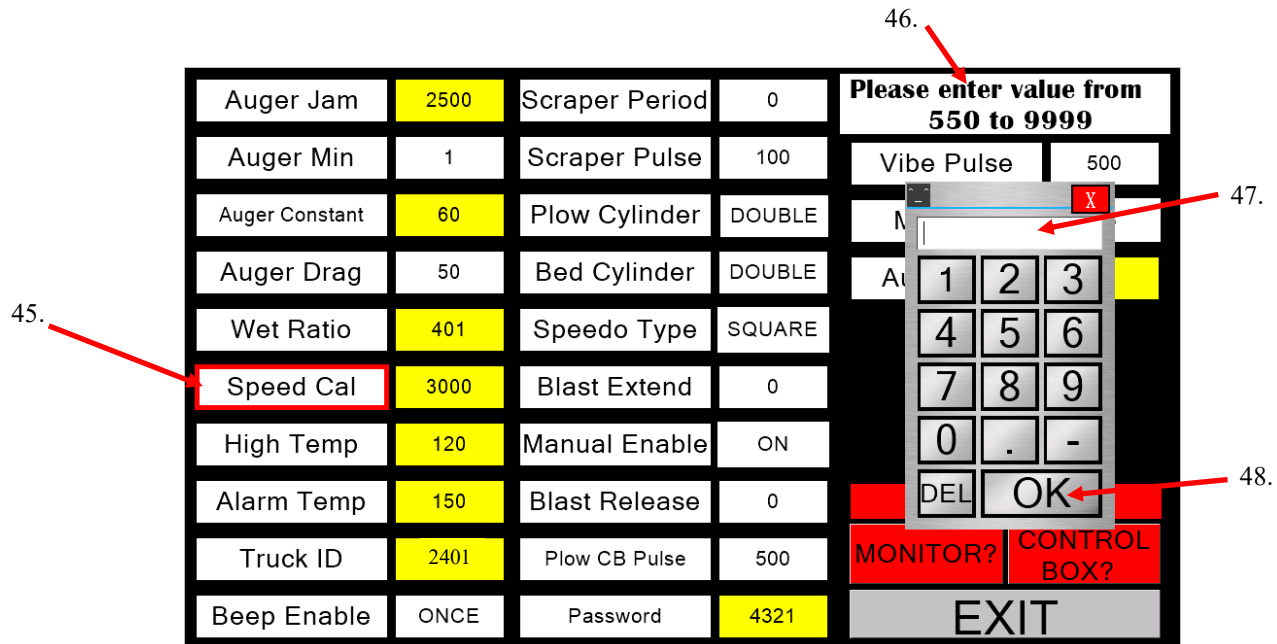 46.
Auger Jam 2500 Scraper Period 0
Please enter value from
550 to 9999
Auger Min 1 Scraper Pulse 100
Vibe Pulse 500
Auger Constant 60 Plow Cylinder DOUBLE
X
47.
Auger Drag 50 Bed Cylinder DOUBLE
1 2 3
45.
Wet Ratio 401 Speedo Type SQUARE
4 5 6
Speed Cal 3000 Blast Extend 0
7 8 9
High Temp 120 Manual Enable ON
0 . -
Alarm Temp 150 Blast Release 0
DEL OK
48.
Truck ID 2401 Plow CB Pulse 500
MONITOR? CONTROL
BOX?
Beep Enable ONCE Password 4321
EXIT